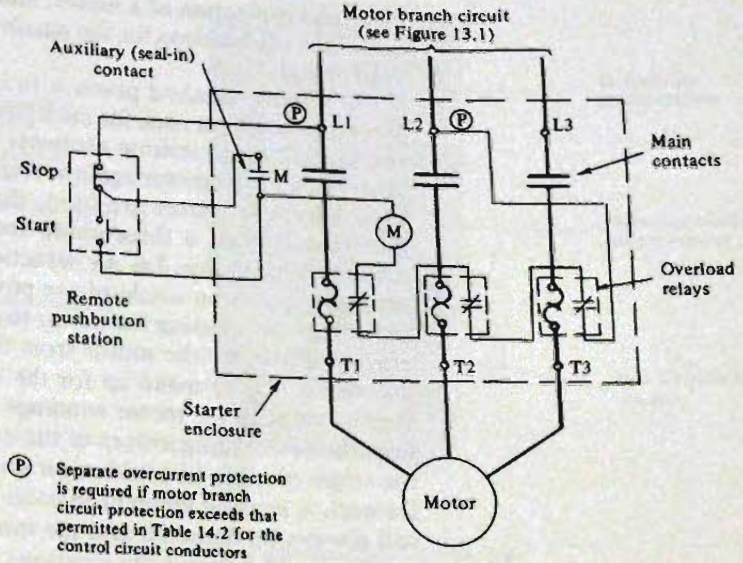 Motor branch circuit
(see Figure 13.1)
Auxiliary (seal-in)
contact
P
L1
L2
P
L3
Main
contacts
Stop
M
Start
M
Overload
relays
Remote
pushbutton
station
T1
T2
T3
Starter
enclosure
Motor
P Separate overcurrent protection
is required if motor branch
circuit protection exceeds that
permitted in Table 14.2 for the
control circuit conductors